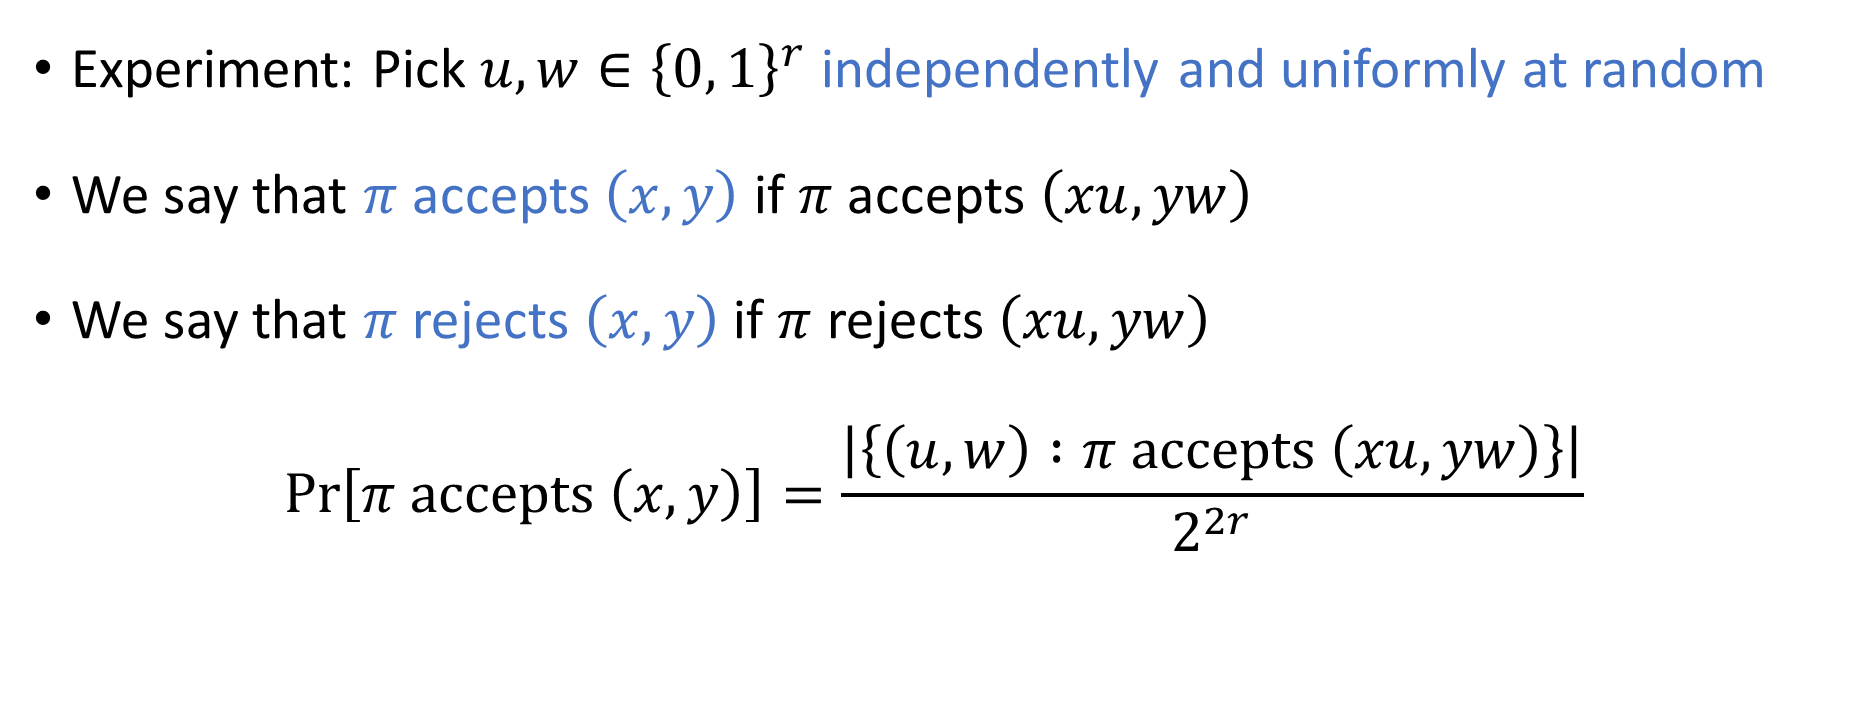 • Experiment: Pick 𝑢, 𝑤 ∈ {0, 1}^𝑟 independently and uniformly at random
• We say that 𝜋 accepts (𝑥, 𝑦) if 𝜋 accepts (𝑥𝑢, 𝑦𝑤)
• We say that 𝜋 rejects (𝑥, 𝑦) if 𝜋 rejects (𝑥𝑢, 𝑦𝑤)
Pr[𝜋 accepts (𝑥, 𝑦)] = |{(𝑢, 𝑤) : 𝜋 accepts (𝑥𝑢, 𝑦𝑤)}| / 2^{2𝑟}